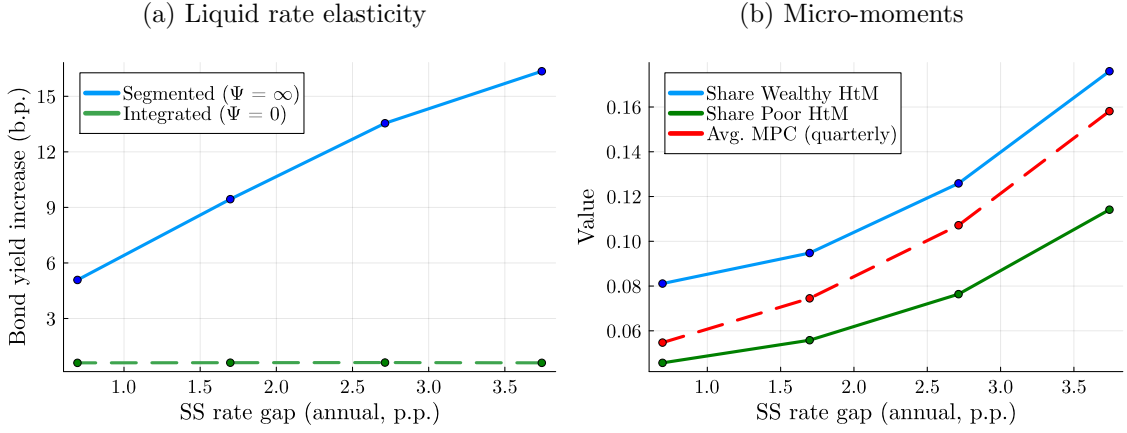 (a) Liquid rate elasticity
Bond yield increase (b.p.)
15
12
9
6
3
Segmented (Ψ = ∞)
Integrated (Ψ = 0)
1.0 1.5 2.0 2.5 3.0 3.5
SS rate gap (annual, p.p.)
(b) Micro-moments
Value
0.16
0.14
0.12
0.10
0.08
0.06
Share Wealthy HtM
Share Poor HtM
Avg. MPC (quarterly)
1.0 1.5 2.0 2.5 3.0 3.5
SS rate gap (annual, p.p.)